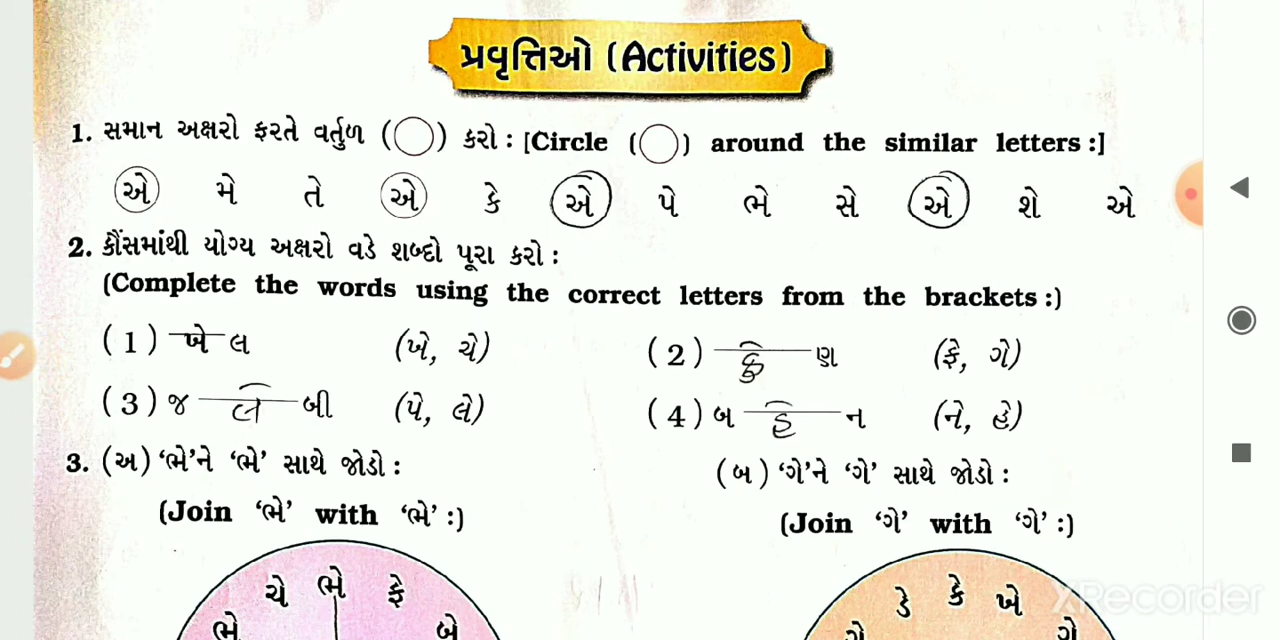 પ્રવૃત્તિઓ (Activities)
1. સમાન અક્ષરો ફરતે વર્તુળ (○) કરો : [Circle (○) around the similar letters :]
એ મે તે એ કે એ પે ભે સે એ શે એ
2. કૌંસમાંથી યોગ્ય અક્ષરો વડે શબ્દો પૂરા કરો :
(Complete the words using the correct letters from the brackets :)
(1) ખે લ (ખે, ચે) (2) ફે ણ (ફે, ગે)
(3) જ લે બી (પે, લે) (4) બ હે ન (ને, હે)
3. (અ) ‘ભે’ને ‘ભે’ સાથે જોડો : (બ) ‘ગે’ને ‘ગે’ સાથે જોડો :
(Join ‘ભે’ with ‘ભે’ :) (Join ‘ગે’ with ‘ગે’ :)
ચે ભે ફે ડે કે ખે
ભે બે ગે ગે
XRecorder